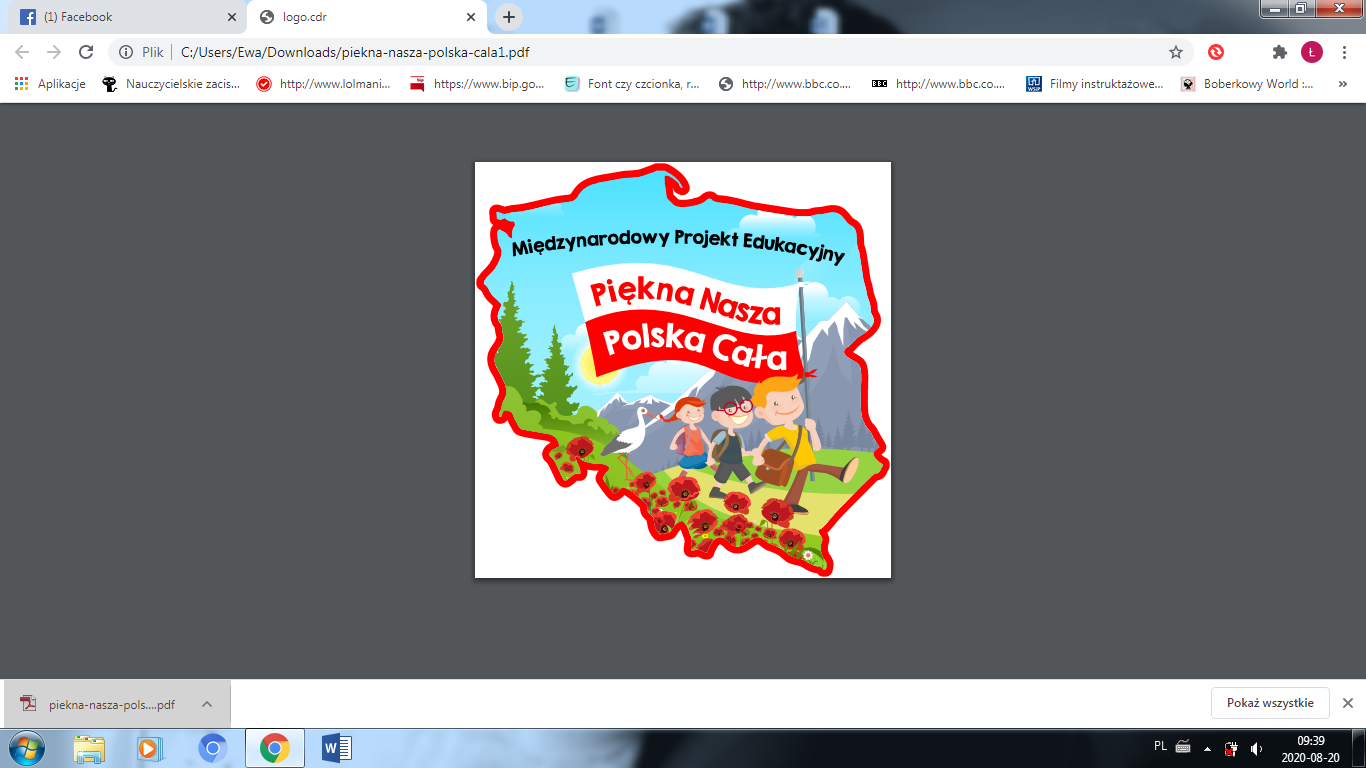 (1) Facebook
logo.cdr
Plik
C:/Users/Ewa/Downloads/piekna-nasza-polska-cala1.pdf
Ł
Aplikacje
Nauczycielskie zacis...
http://www.lolmani...
https://www.bip.go...
Font czy czcionka, r...
http://www.bbc.co....
BBC
http://www.bbc.co....
WSiP
Filmy instruktażowe...
Boberkowy World :...
»
Międzynarodowy Projekt Edukacyjny
Piękna Nasza
Polska Cała
piekna-nasza-pols....pdf
Pokaż wszystkie
PL
09:39
2020-08-20